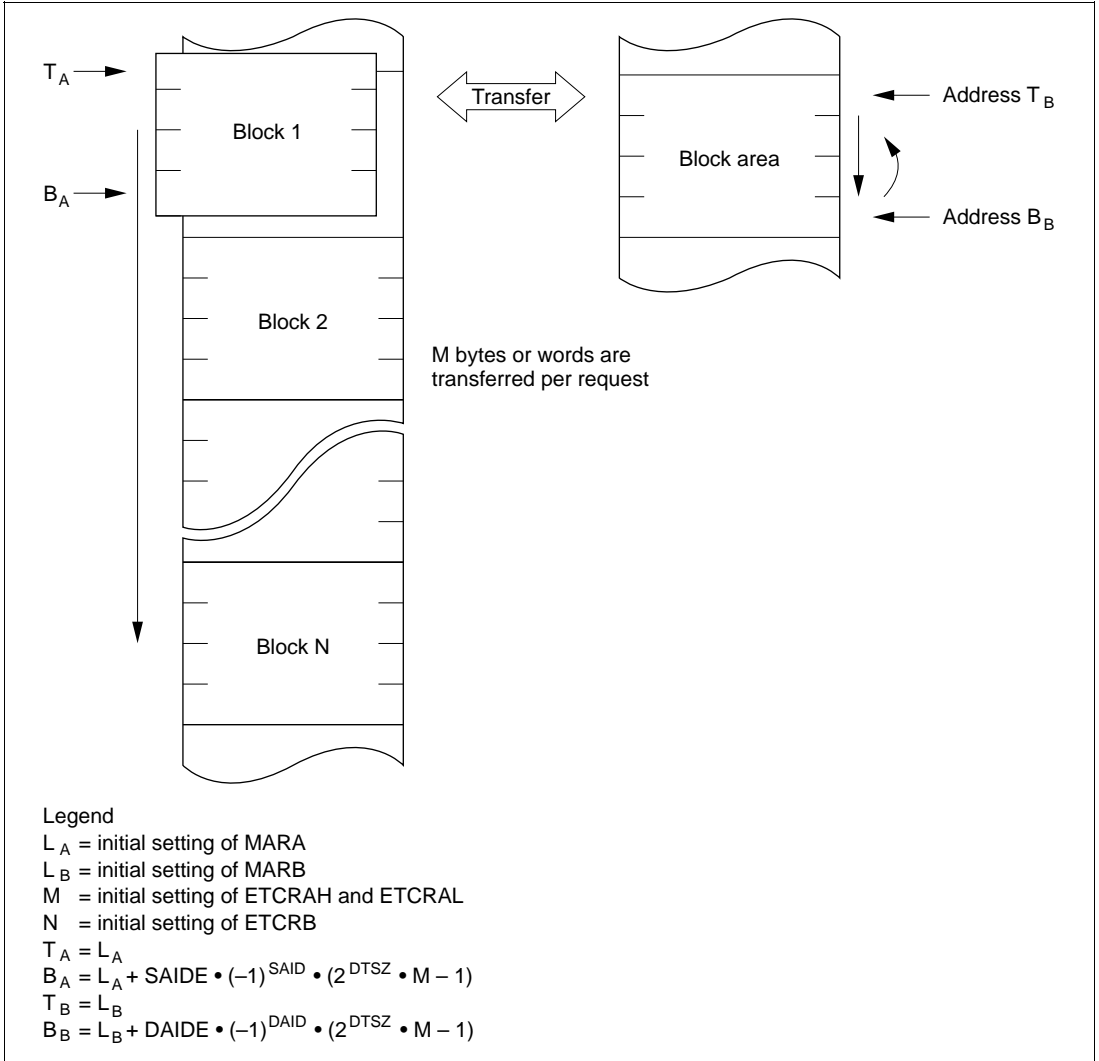 T A
B A
Block 1
Transfer
Block area
Address T B
Address B B
Block 2
M bytes or words are
transferred per request
Block N
Legend
L A = initial setting of MARA
L B = initial setting of MARB
M = initial setting of ETCRAH and ETCRAL
N = initial setting of ETCRB
T A = L A
B A = L A + SAIDE • (–1) SAID • (2 DTSZ • M – 1)
T B = L B
B B = L B + DAIDE • (–1) DAID • (2 DTSZ • M – 1)